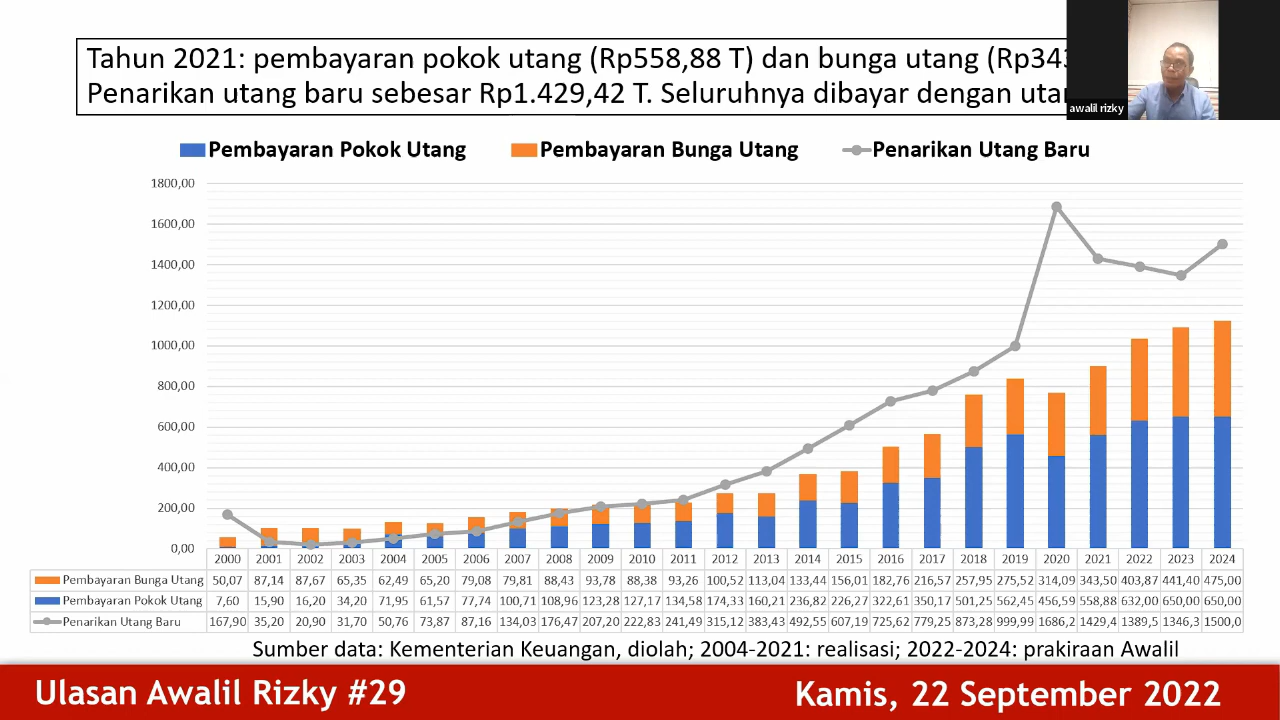 Tahun 2021: pembayaran pokok utang (Rp558,88 T) dan bunga utang (Rp343
Penarikan utang baru sebesar Rp1.429,42 T. Seluruhnya dibayar dengan utan
awalil rizky
Pembayaran Pokok Utang Pembayaran Bunga Utang Penarikan Utang Baru
1800,00
1600,00
1400,00
1200,00
1000,00
800,00
600,00
400,00
200,00
0,00
2000 2001 2002 2003 2004 2005 2006 2007 2008 2009 2010 2011 2012 2013 2014 2015 2016 2017 2018 2019 2020 2021 2022 2023 2024
Pembayaran Bunga Utang 50,07 87,14 87,67 65,35 62,49 65,20 79,08 79,81 88,43 93,78 88,38 93,26 100,52 113,04 133,44 156,01 182,76 216,57 257,95 275,52 314,09 343,50 403,87 441,40 475,00
Pembayaran Pokok Utang 7,60 15,90 16,20 34,20 71,95 61,57 77,74 100,71 108,96 123,28 127,17 134,58 174,33 160,21 236,82 226,27 322,61 350,17 501,25 562,45 456,59 558,88 632,00 650,00 650,00
Penarikan Utang Baru 167,90 35,20 20,90 31,70 50,76 73,87 87,16 134,03 176,47 207,20 222,83 241,49 315,12 383,43 492,55 607,19 725,62 779,25 873,28 999,99 1686,2 1429,4 1389,5 1346,3 1500,0
Sumber data: Kementerian Keuangan, diolah; 2004-2021: realisasi; 2022-2024: prakiraan Awalil
Ulasan Awalil Rizky #29
Kamis, 22 September 2022